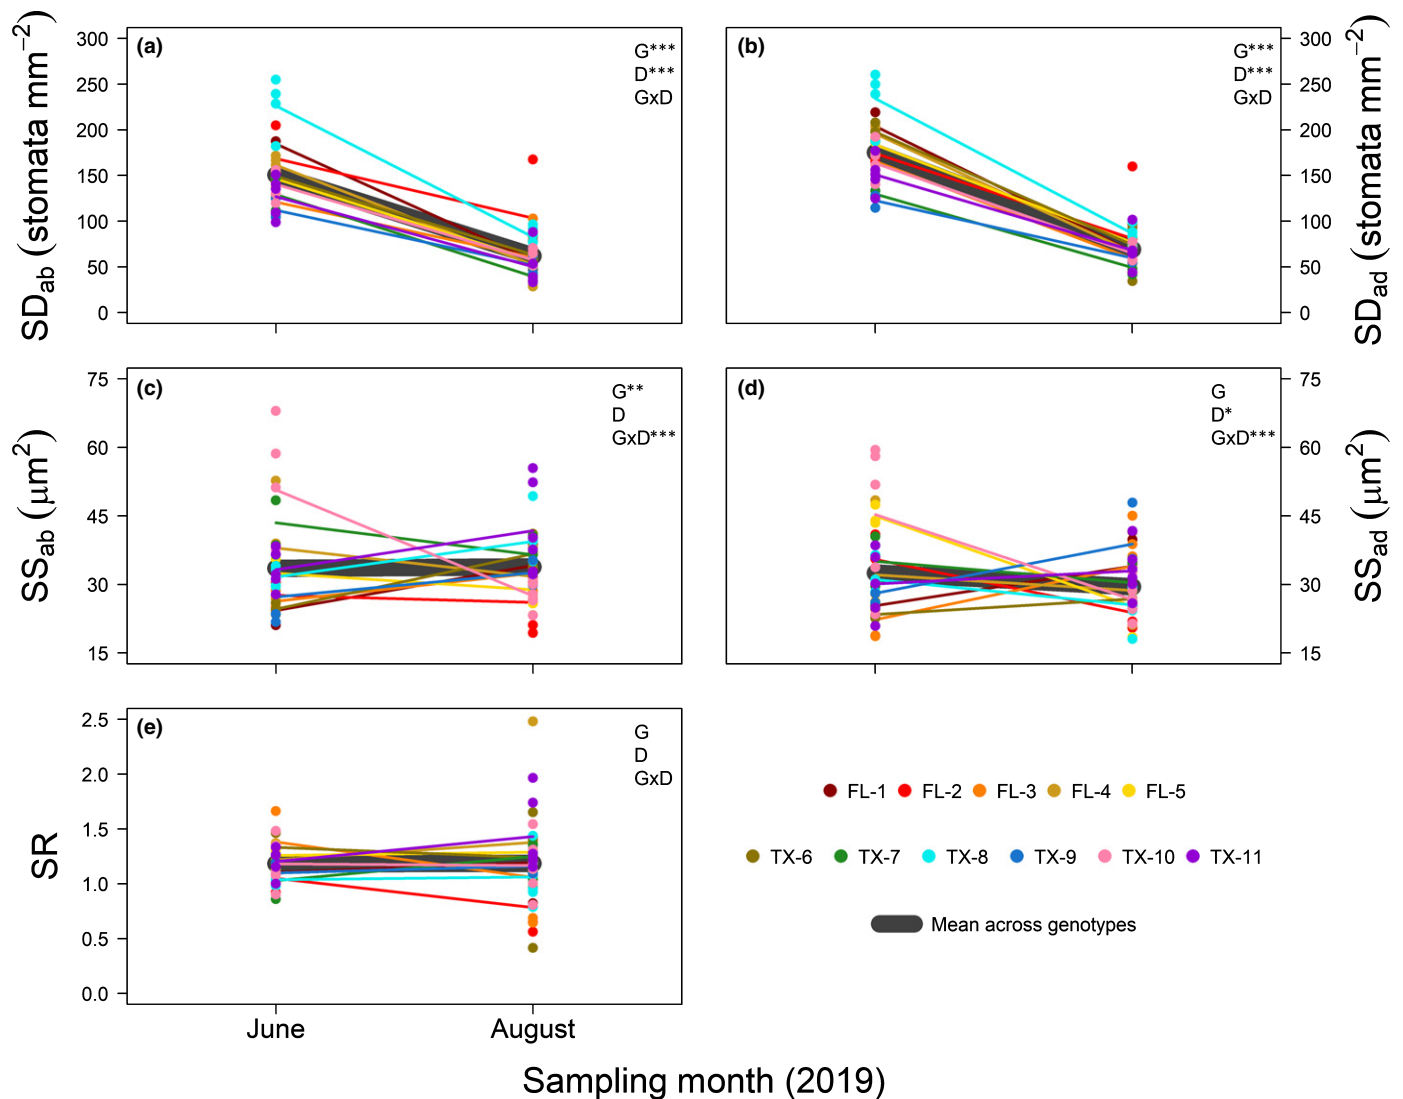 (a)
G***
D***
GxD
SD_ab (stomata mm⁻²)
300
250
200
150
100
50
0
(b)
G***
D***
GxD
300
250
200
150
100
50
0
SD_ad (stomata mm⁻²)
(c)
G**
D
GxD***
SS_ab (μm²)
75
60
45
30
15
(d)
G
D*
GxD***
75
60
45
30
15
SS_ad (μm²)
(e)
G
D
GxD
SR
2.5
2.0
1.5
1.0
0.5
0.0
June August
FL-1 FL-2 FL-3 FL-4 FL-5
TX-6 TX-7 TX-8 TX-9 TX-10 TX-11
Mean across genotypes
Sampling month (2019)